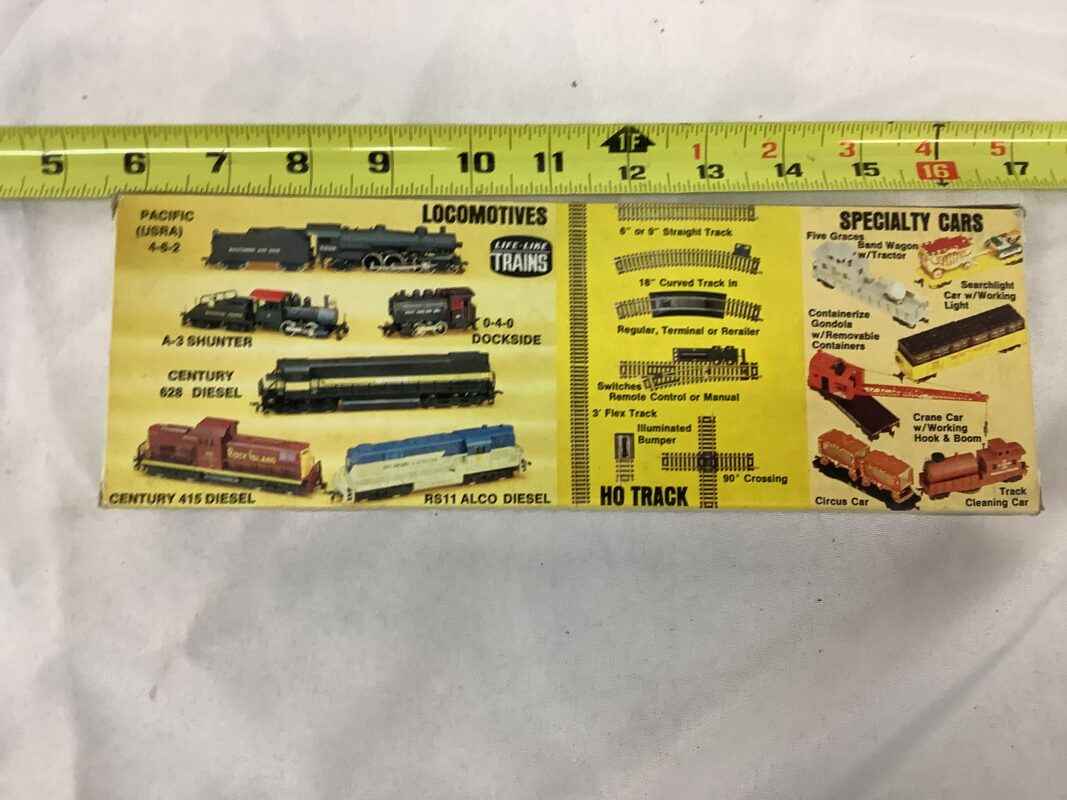 5 6 7 8 9 10 11 1F 12 1 13 2 14 3 15 4 16 5 17
PACIFIC
(USRA)
4-6-2
LOCOMOTIVES
LIFE-LIKE
TRAINS
A-3 SHUNTER
0-4-0
DOCKSIDE
CENTURY
628 DIESEL
ROCK ISLAND
CENTURY 415 DIESEL
RS11 ALCO DIESEL
6" or 9" Straight Track
18" Curved Track in
Regular, Terminal or Rerailer
Switches
Remote Control or Manual
3' Flex Track
Illuminated
Bumper
90° Crossing
HO TRACK
SPECIALTY CARS
Five Graces
Band Wagon
w/Tractor
Searchlight
Car w/Working
Light
Containerize
Gondola
w/Removable
Containers
Crane Car
w/Working
Hook & Boom
Circus Car
Track
Cleaning Car